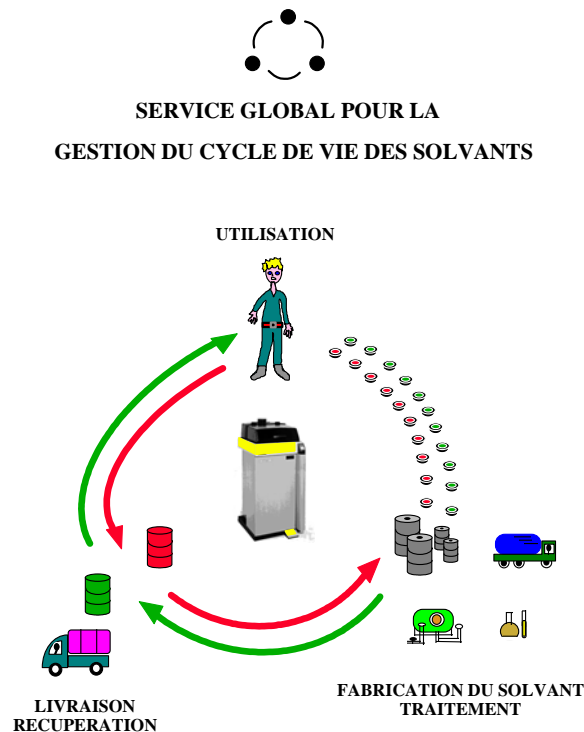 SERVICE GLOBAL POUR LA
GESTION DU CYCLE DE VIE DES SOLVANTS
UTILISATION
LIVRAISON
RECUPERATION
FABRICATION DU SOLVANT
TRAITEMENT